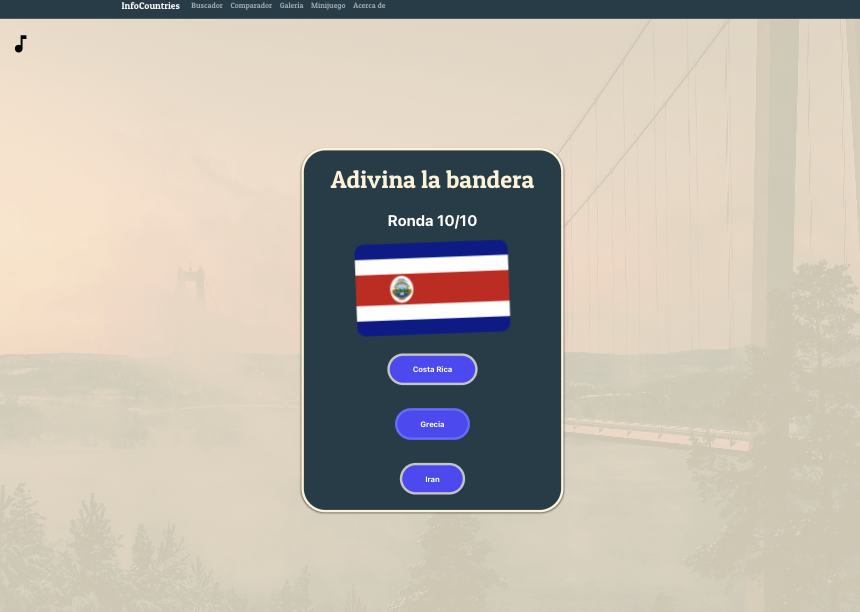 InfoCountries Buscador Comparador Galeria Minijuego Acerca de
Adivina la bandera
Ronda 10/10
Costa Rica
Grecia
Iran